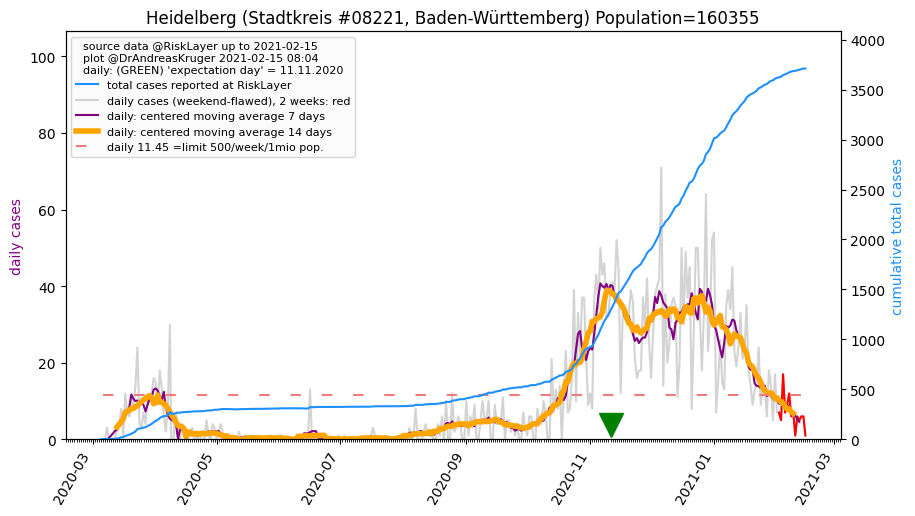 Heidelberg (Stadtkreis #08221, Baden-Württemberg) Population=160355
source data @RiskLayer up to 2021-02-15
plot @DrAndreasKruger 2021-02-15 08:04
daily: (GREEN) 'expectation day' = 11.11.2020
total cases reported at RiskLayer
daily cases (weekend-flawed), 2 weeks: red
daily: centered moving average 7 days
daily: centered moving average 14 days
daily 11.45 =limit 500/week/1mio pop.
daily cases
100
80
60
40
20
0
cumulative total cases
4000
3500
3000
2500
2000
1500
1000
500
0
2020-03
2020-05
2020-07
2020-09
2020-11
2021-01
2021-03